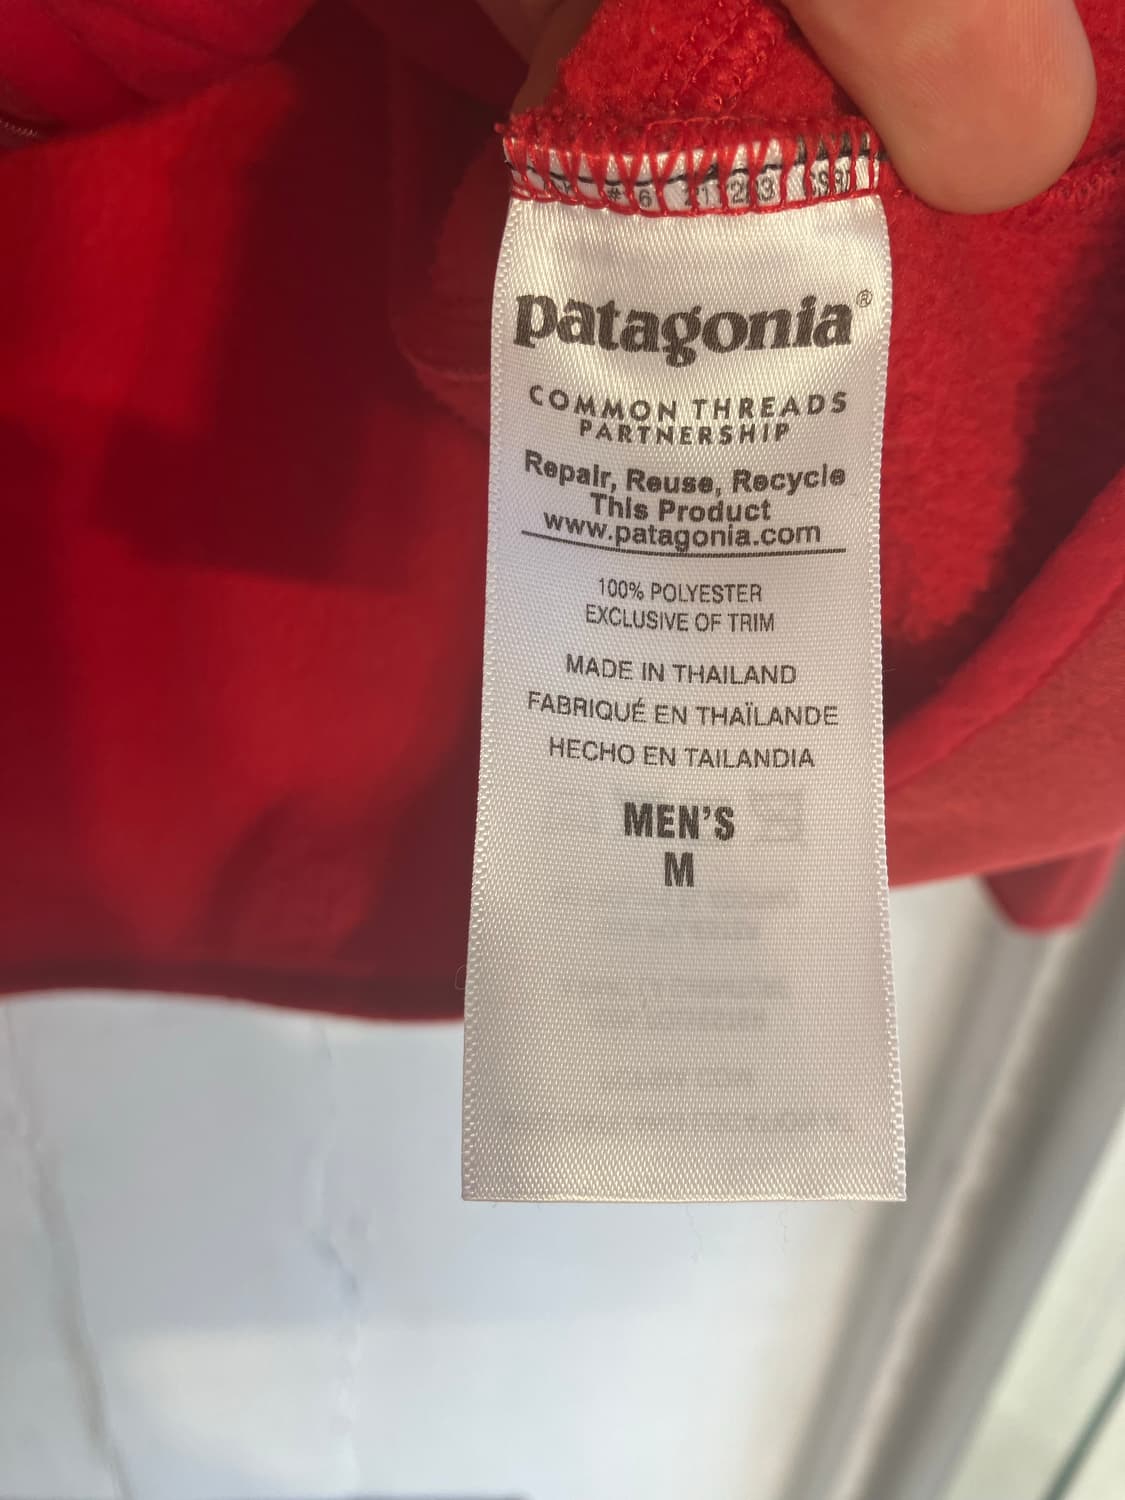 patagonia®
COMMON THREADS
PARTNERSHIP
Repair, Reuse, Recycle
This Product
www.patagonia.com
100% POLYESTER
EXCLUSIVE OF TRIM
MADE IN THAILAND
FABRIQUÉ EN THAÏLANDE
HECHO EN TAILANDIA
MEN'S
M